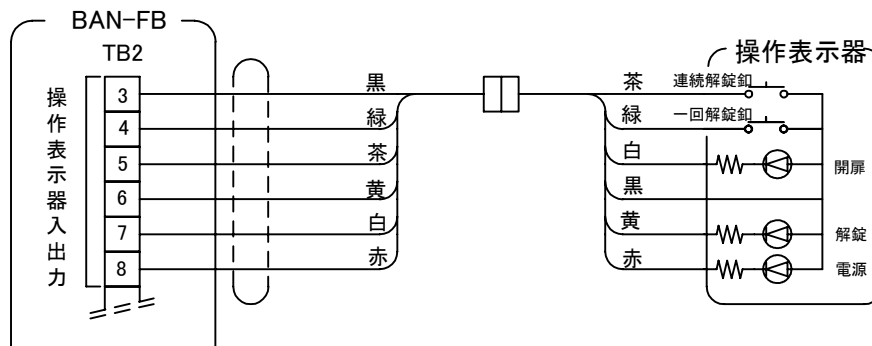 BAN-FB
TB2
操作表示器入出力
3
4
5
6
7
8
黒
緑
茶
黄
白
赤
操作表示器
茶
連続解錠釦
緑
一回解錠釦
白
開扉
黒
黄
解錠
赤
電源